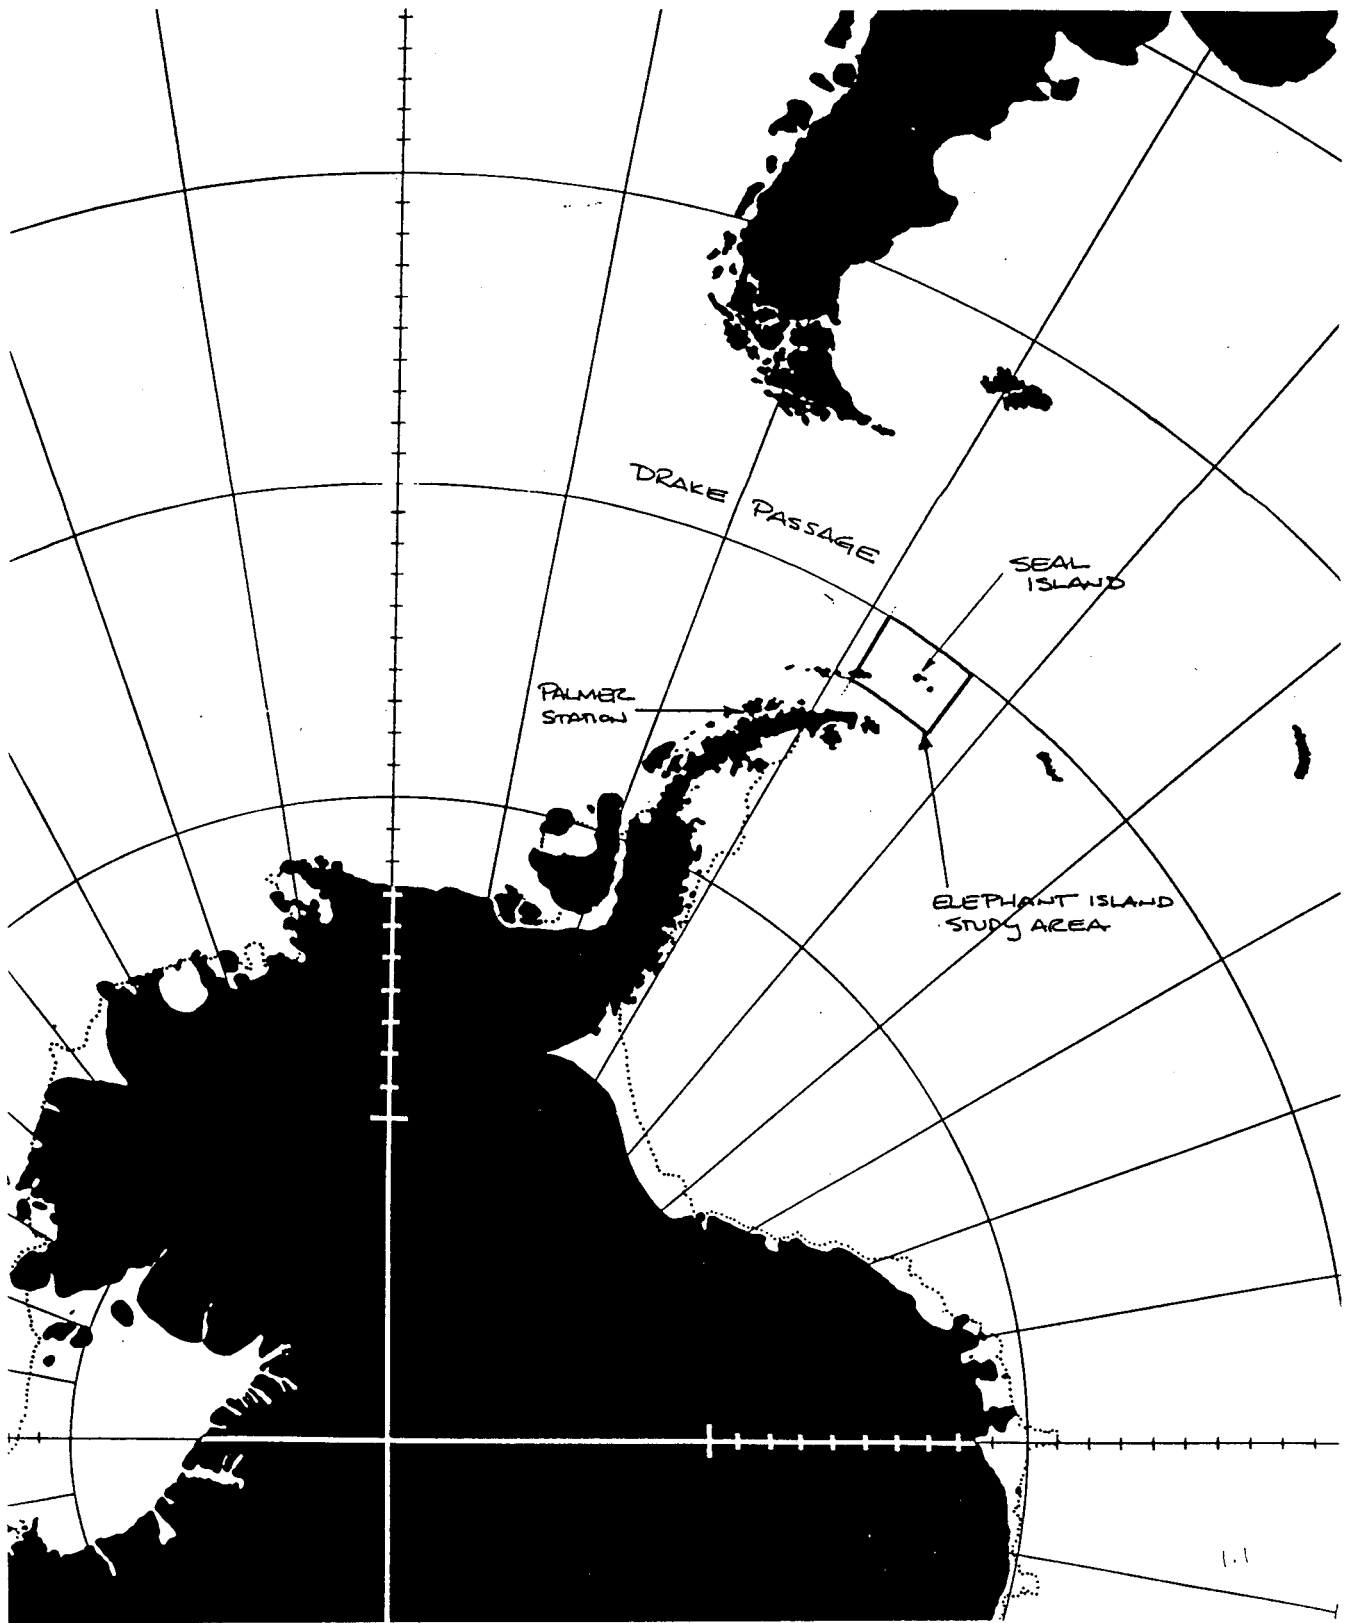 DRAKE PASSAGE
SEAL
ISLAND
PALMER
STATION
ELEPHANT ISLAND
STUDY AREA
1.1